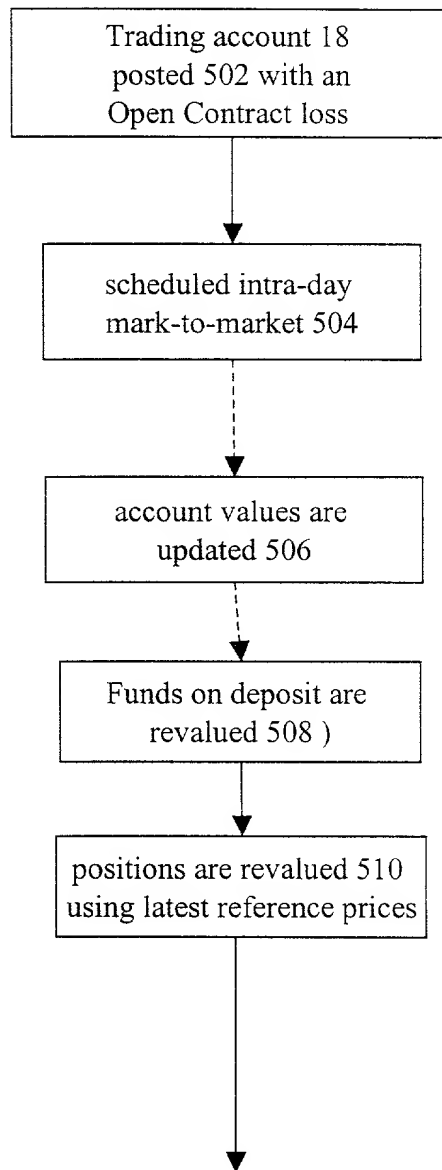 Trading account 18
posted 502 with an
Open Contract loss
scheduled intra-day
mark-to-market 504
account values are
updated 506
Funds on deposit are
revalued 508 )
positions are revalued 510
using latest reference prices